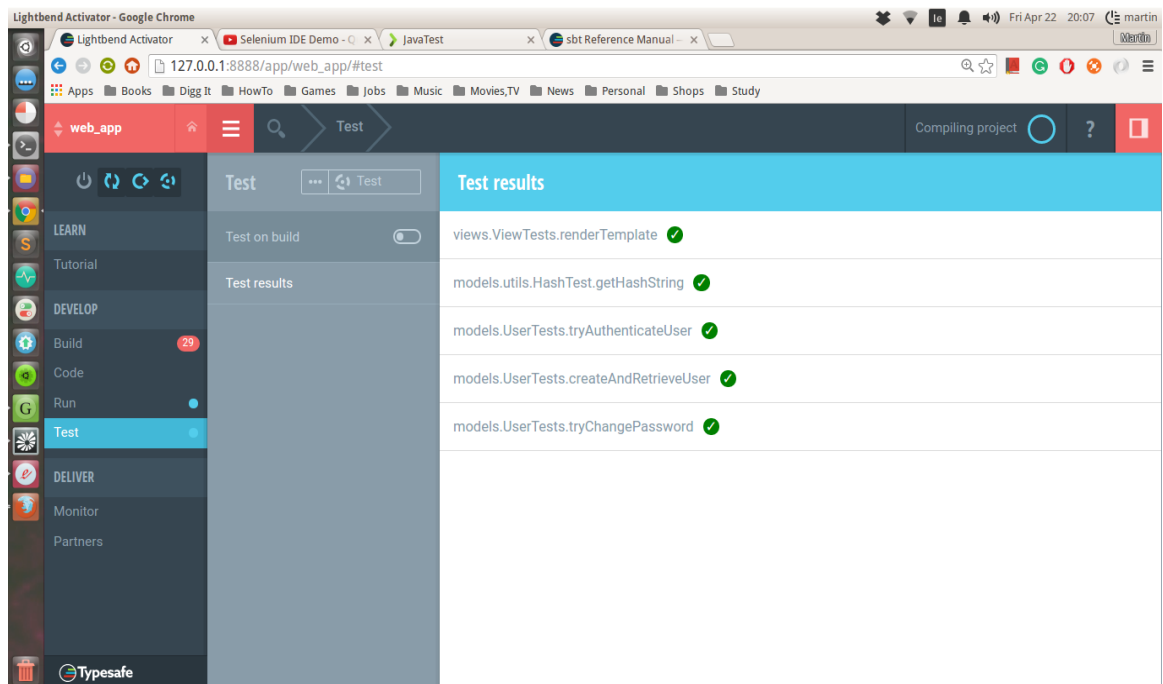 Lightbend Activator - Google Chrome
Ie
Fri Apr 22 20:07
martin
Lightbend Activator
Selenium IDE Demo - Q
JavaTest
sbt Reference Manual —
Martin
127.0.0.1:8888/app/web_app/#test
Apps Books Digg It HowTo Games Jobs Music Movies,TV News Personal Shops Study
web_app
Test
Compiling project
?
Test
Test
Test results
LEARN
Tutorial
DEVELOP
Build 29
Code
Run
Test
DELIVER
Monitor
Partners
Typesafe
Test on build
Test results
views.ViewTests.renderTemplate
models.utils.HashTest.getHashString
models.UserTests.tryAuthenticateUser
models.UserTests.createAndRetrieveUser
models.UserTests.tryChangePassword